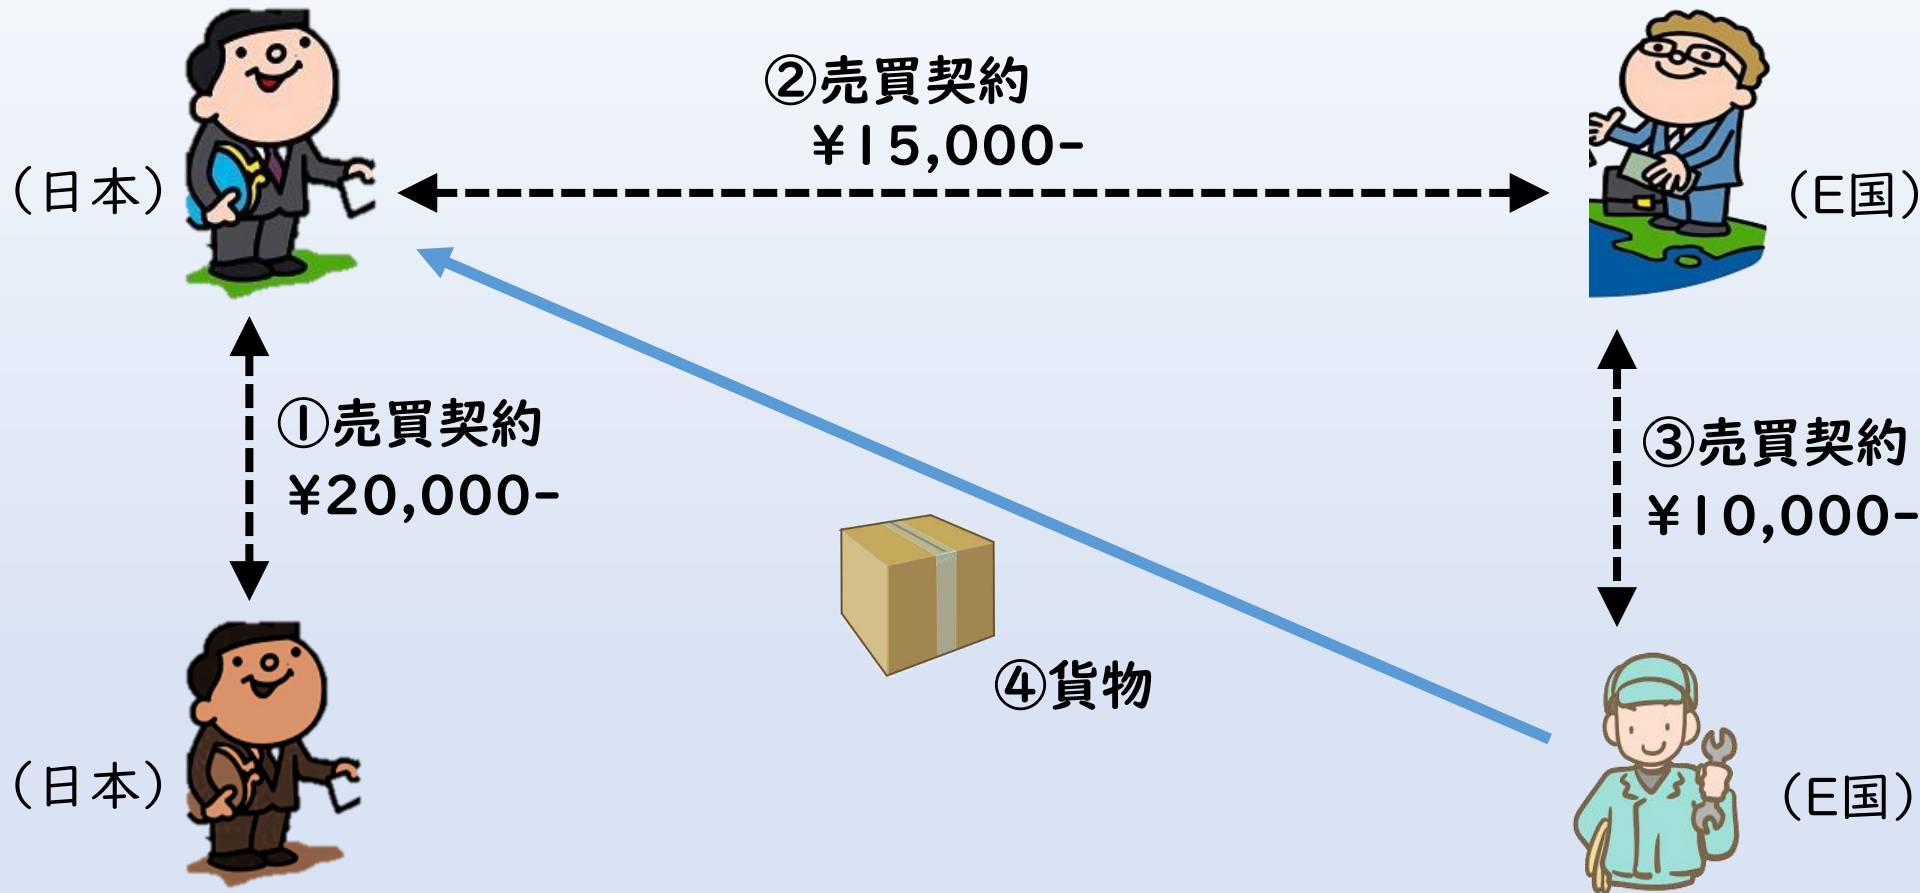 ②売買契約
¥15,000-
（日本）
（E国）
①売買契約
¥20,000-
③売買契約
¥10,000-
④貨物
（日本）
（E国）